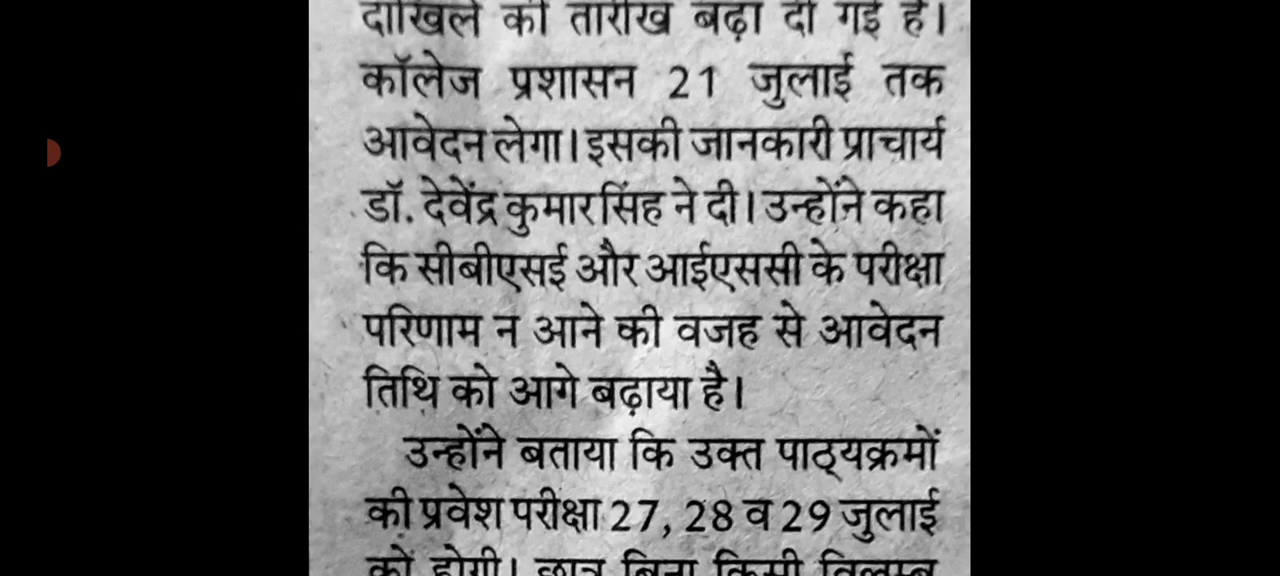 दाखिले की तारीख बढ़ा दी गई है।
कॉलेज प्रशासन 21 जुलाई तक
आवेदन लेगा। इसकी जानकारी प्राचार्य
डॉ. देवेंद्र कुमार सिंह ने दी। उन्होंने कहा
कि सीबीएसई और आईएससी के परीक्षा
परिणाम न आने की वजह से आवेदन
तिथि को आगे बढ़ाया है।
उन्होंने बताया कि उक्त पाठ्यक्रमों
की प्रवेश परीक्षा 27, 28 व 29 जुलाई
को होगी। छात्र बिना किसी विलम्ब